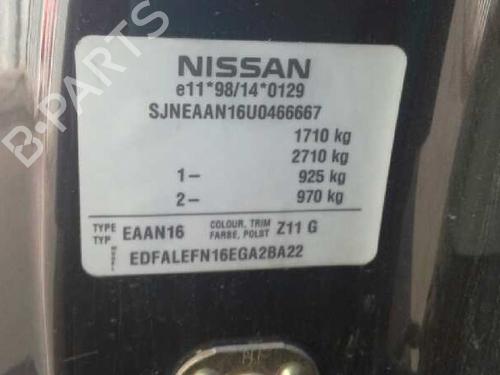 B-PARTS
NISSAN
e11*98/14*0129
SJNEAAN16U0466667
1710 kg
2710 kg
1- 925 kg
2- 970 kg
TYPE TYP EAAN16 COLOUR, TRIM FARBE, POLST Z11 G
MODELL EDFALEFN16EGA2BA22